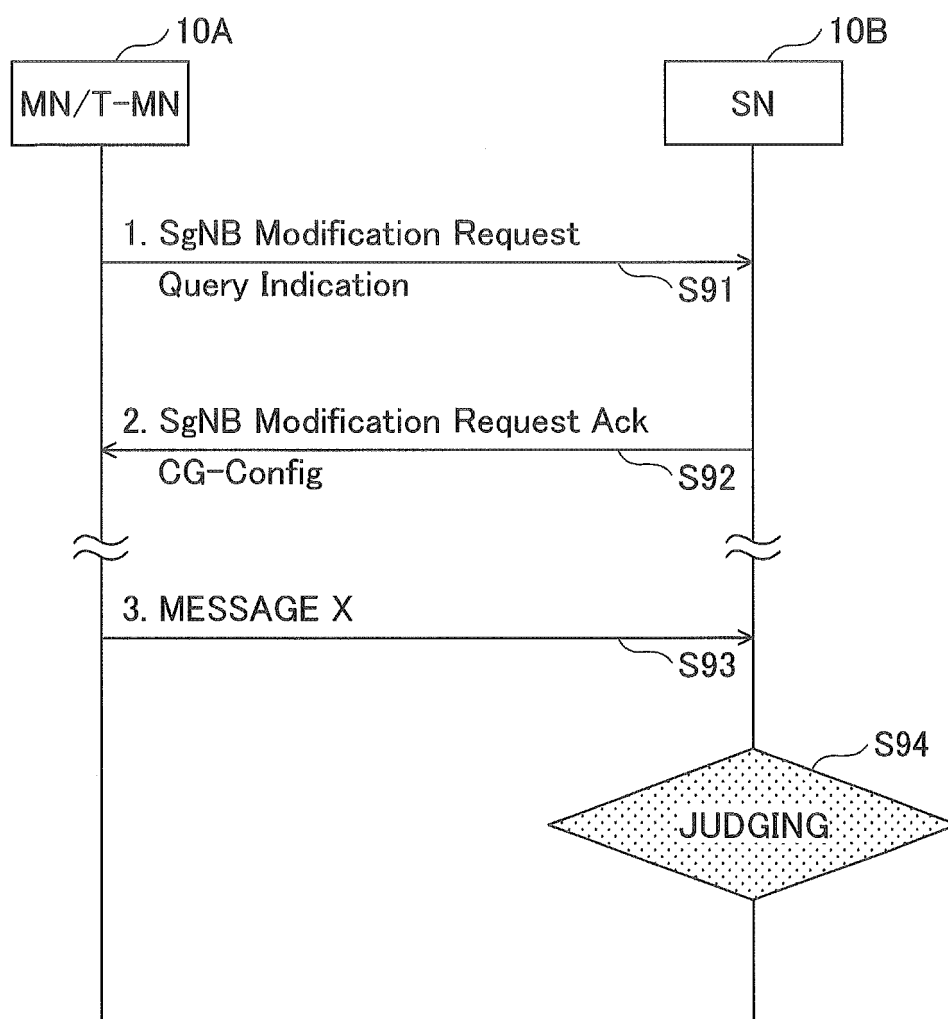 10A
10B
MN/T-MN
SN
1. SgNB Modification Request
Query Indication
S91
2. SgNB Modification Request Ack
CG-Config
S92
3. MESSAGE X
S93
S94
JUDGING